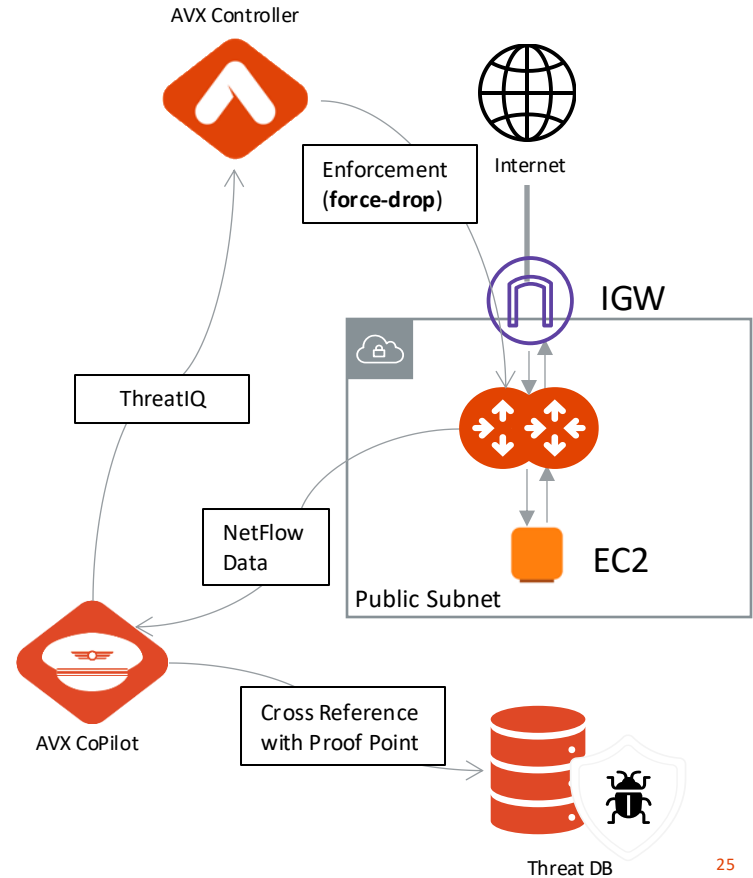 AVX Controller
Internet
Enforcement
(force-drop)
IGW
ThreatIQ
NetFlow
Data
EC2
Public Subnet
AVX CoPilot
Cross Reference
with Proof Point
Threat DB
25